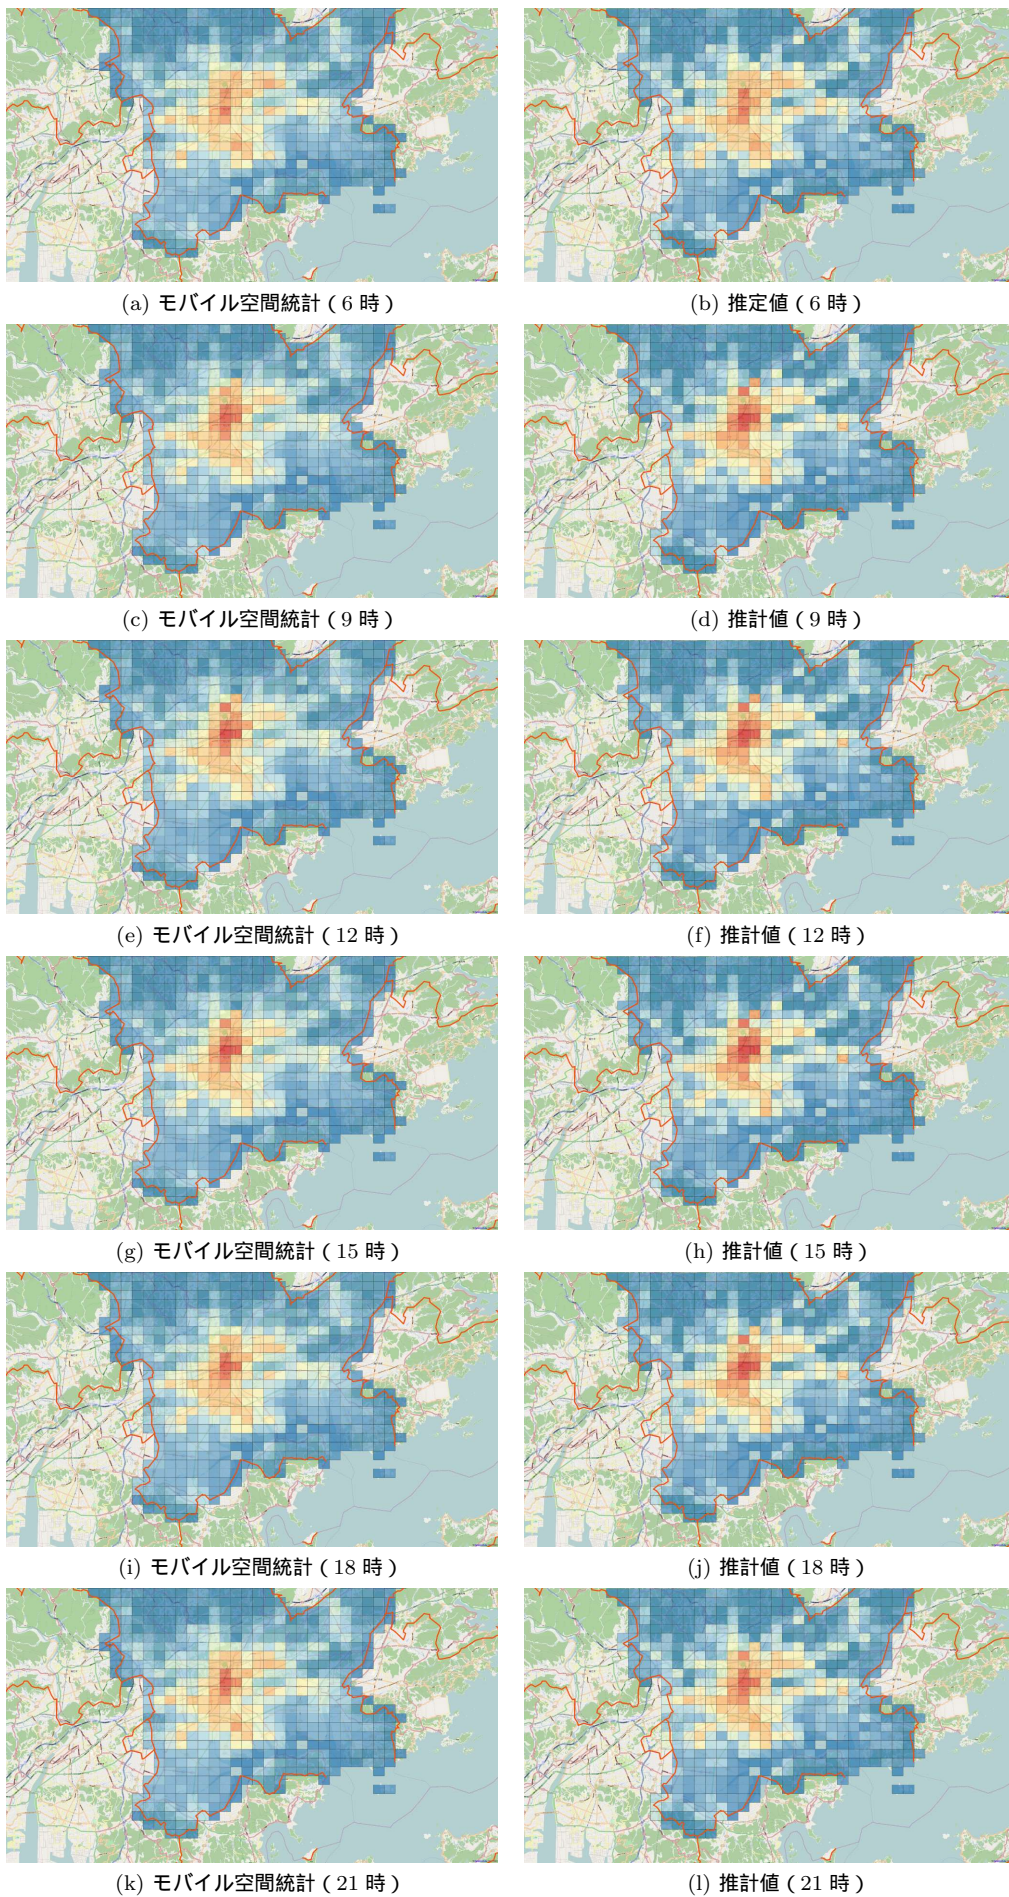 (a) モバイル空間統計 ( 6 時 )
(b) 推定値 ( 6 時 )
(c) モバイル空間統計 ( 9 時 )
(d) 推計値 ( 9 時 )
(e) モバイル空間統計 ( 12 時 )
(f) 推計値 ( 12 時 )
(g) モバイル空間統計 ( 15 時 )
(h) 推計値 ( 15 時 )
(i) モバイル空間統計 ( 18 時 )
(j) 推計値 ( 18 時 )
(k) モバイル空間統計 ( 21 時 )
(l) 推計値 ( 21 時 )